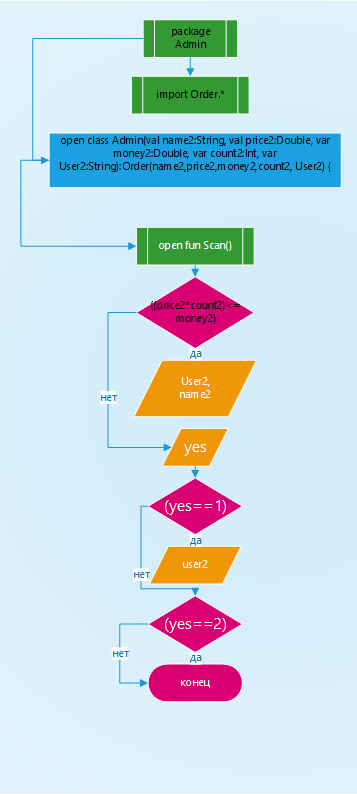 package
Admin
import Order.*
open class Admin(val name2:String, val price2:Double, var
money2:Double, var count2:Int, var
User2:String):Order(name2,price2,money2,count2, User2) {
open fun Scan()
((price2*count2)<=
money2)
да
User2,
name2
нет
yes
(yes==1)
да
user2
нет
(yes==2)
нет
да
конец